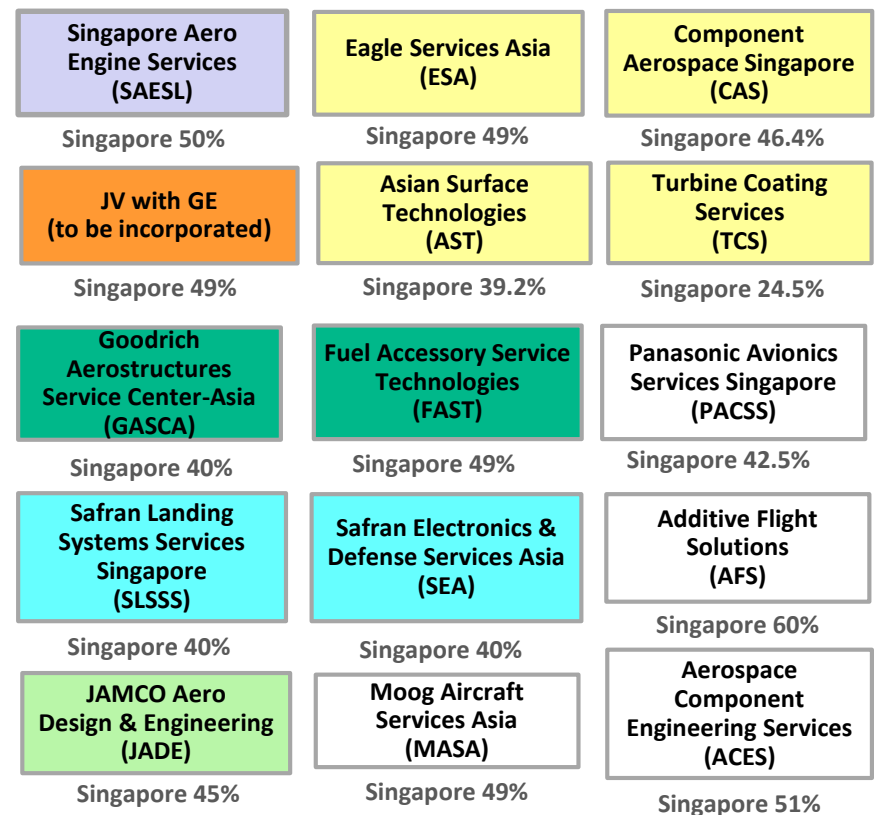 Singapore Aero
Engine Services
(SAESL)
Singapore 50%
Eagle Services Asia
(ESA)
Singapore 49%
Component
Aerospace Singapore
(CAS)
Singapore 46.4%
JV with GE
(to be incorporated)
Singapore 49%
Asian Surface
Technologies
(AST)
Singapore 39.2%
Turbine Coating
Services
(TCS)
Singapore 24.5%
Goodrich
Aerostructures
Service Center-Asia
(GASCA)
Singapore 40%
Fuel Accessory Service
Technologies
(FAST)
Singapore 49%
Panasonic Avionics
Services Singapore
(PACSS)
Singapore 42.5%
Safran Landing
Systems Services
Singapore
(SLSSS)
Singapore 40%
Safran Electronics &
Defense Services Asia
(SEA)
Singapore 40%
Additive Flight
Solutions
(AFS)
Singapore 60%
JAMCO Aero
Design & Engineering
(JADE)
Singapore 45%
Moog Aircraft
Services Asia
(MASA)
Singapore 49%
Aerospace
Component
Engineering Services
(ACES)
Singapore 51%